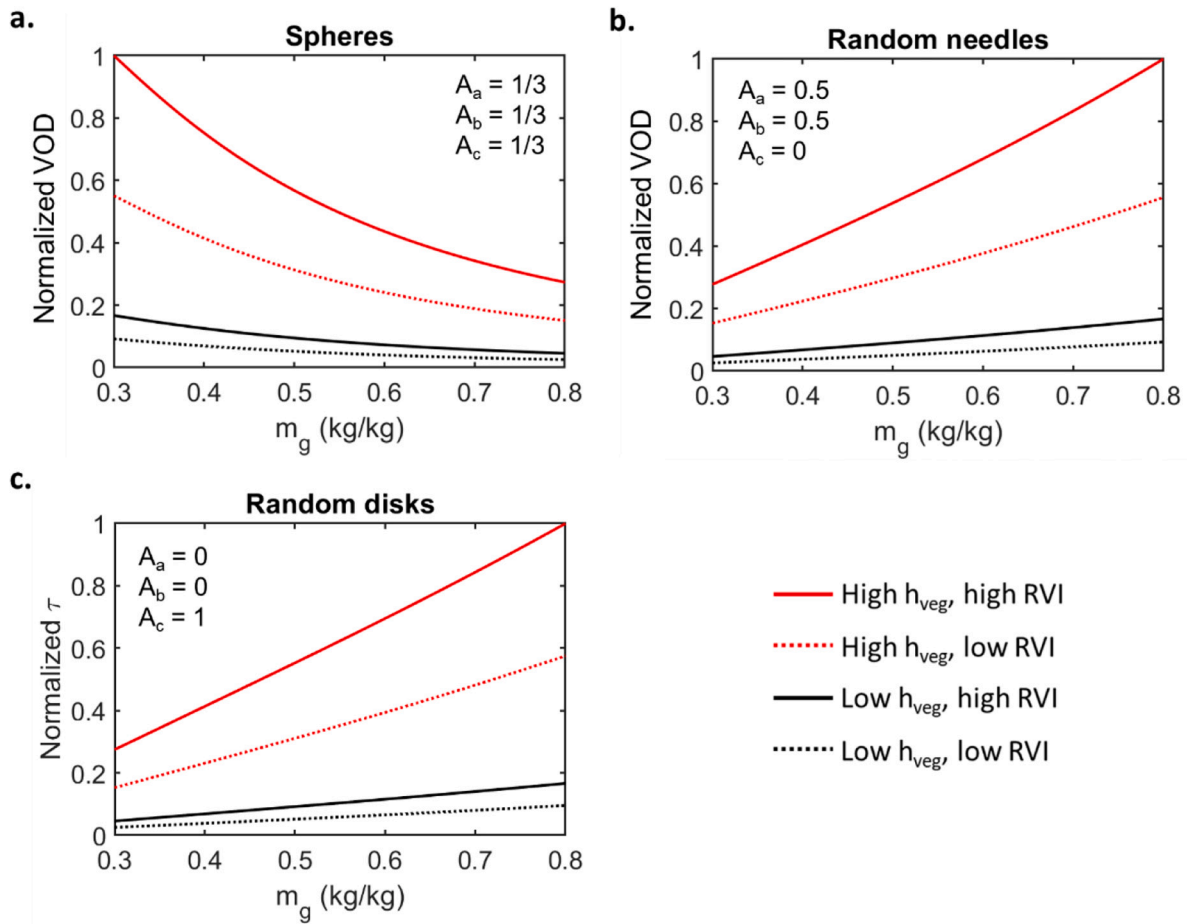 a.
Spheres
Normalized VOD
1
0.8
0.6
0.4
0.2
0
A_a = 1/3
A_b = 1/3
A_c = 1/3
0.3 0.4 0.5 0.6 0.7 0.8
m_g (kg/kg)
b.
Random needles
Normalized VOD
1
0.8
0.6
0.4
0.2
0
A_a = 0.5
A_b = 0.5
A_c = 0
0.3 0.4 0.5 0.6 0.7 0.8
m_g (kg/kg)
c.
Random disks
Normalized τ
1
0.8
0.6
0.4
0.2
0
A_a = 0
A_b = 0
A_c = 1
0.3 0.4 0.5 0.6 0.7 0.8
m_g (kg/kg)
High h_veg, high RVI
High h_veg, low RVI
Low h_veg, high RVI
Low h_veg, low RVI